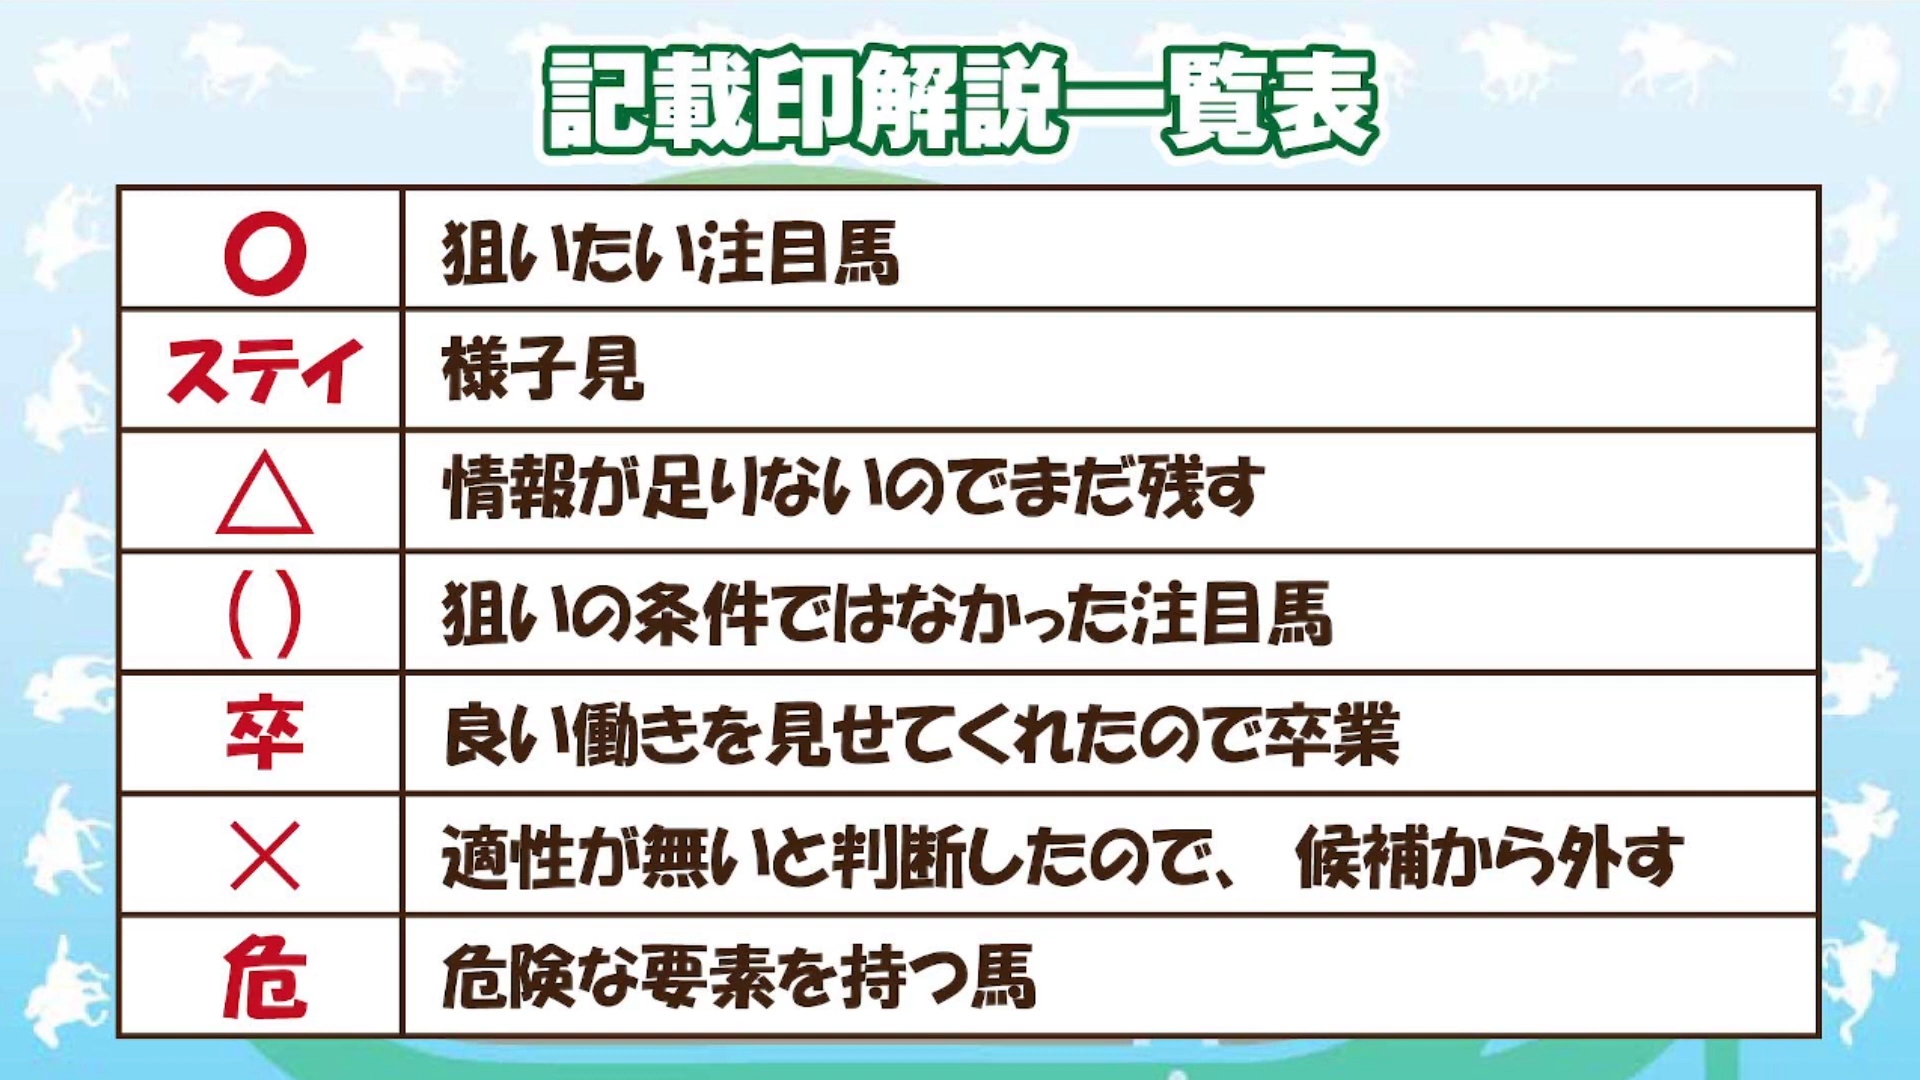 記載印解説一覧表
〇 狙いたい注目馬
ステイ 様子見
△ 情報が足りないのでまだ残す
( ) 狙いの条件ではなかった注目馬
卒 良い働きを見せてくれたので卒業
× 適性が無いと判断したので、候補から外す
危 危険な要素を持つ馬